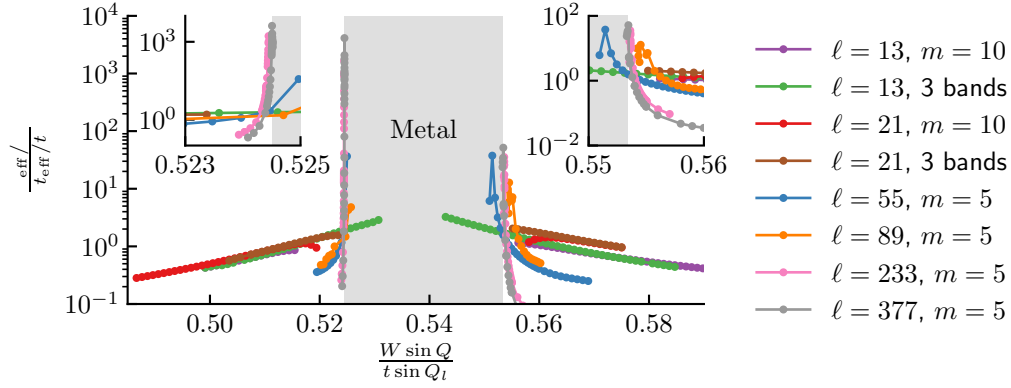 10^4
10^3
10^2
10^1
10^0
10^{-1}
eff/
t_eff/t
10^3
10^0
0.523
0.525
Metal
10^2
10^0
10^{-2}
0.55
0.56
0.50
0.52
0.54
0.56
0.58
W sin Q
t sin Q_l
ℓ = 13, m = 10
ℓ = 13, 3 bands
ℓ = 21, m = 10
ℓ = 21, 3 bands
ℓ = 55, m = 5
ℓ = 89, m = 5
ℓ = 233, m = 5
ℓ = 377, m = 5